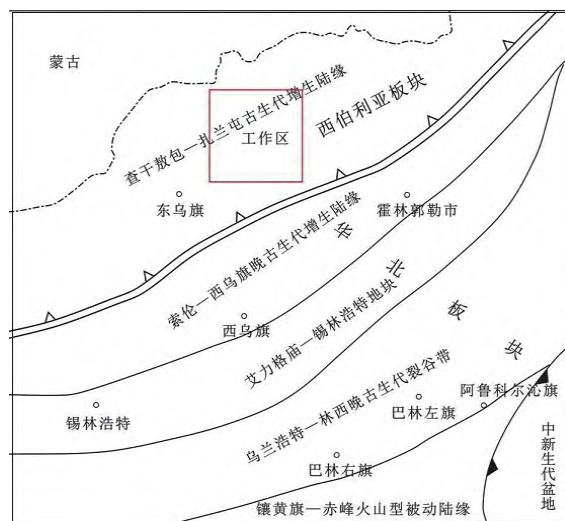 蒙古
查干敖包—扎兰屯古生代增生陆缘
西伯利亚板块
工作区
东乌旗
霍林郭勒市
索伦—西乌旗晚古生代增生陆缘
华北板块
西乌旗
艾力格庙—锡林浩特地块
锡林浩特
乌兰浩特—林西晚古生代裂谷带
巴林左旗
阿鲁科尔沁旗
巴林右旗
中新生代盆地
镶黄旗—赤峰火山型被动陆缘